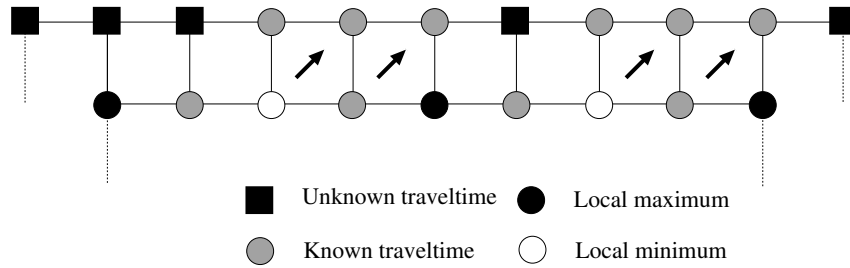 Unknown traveltime
Local maximum
Known traveltime
Local minimum